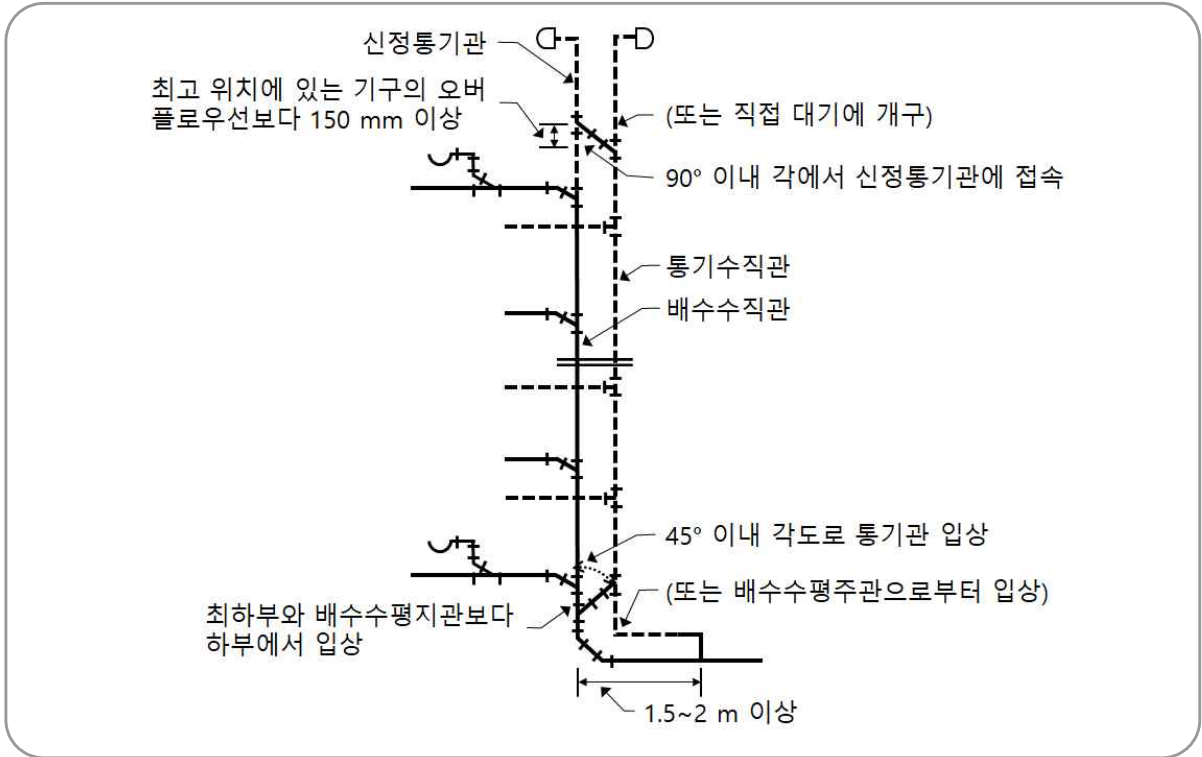 신정통기관
최고 위치에 있는 기구의 오버
플로우선보다 150 mm 이상
(또는 직접 대기에 개구)
90° 이내 각에서 신정통기관에 접속
통기수직관
배수수직관
45° 이내 각도로 통기관 입상
(또는 배수수평주관으로부터 입상)
최하부와 배수수평지관보다
하부에서 입상
1.5~2 m 이상